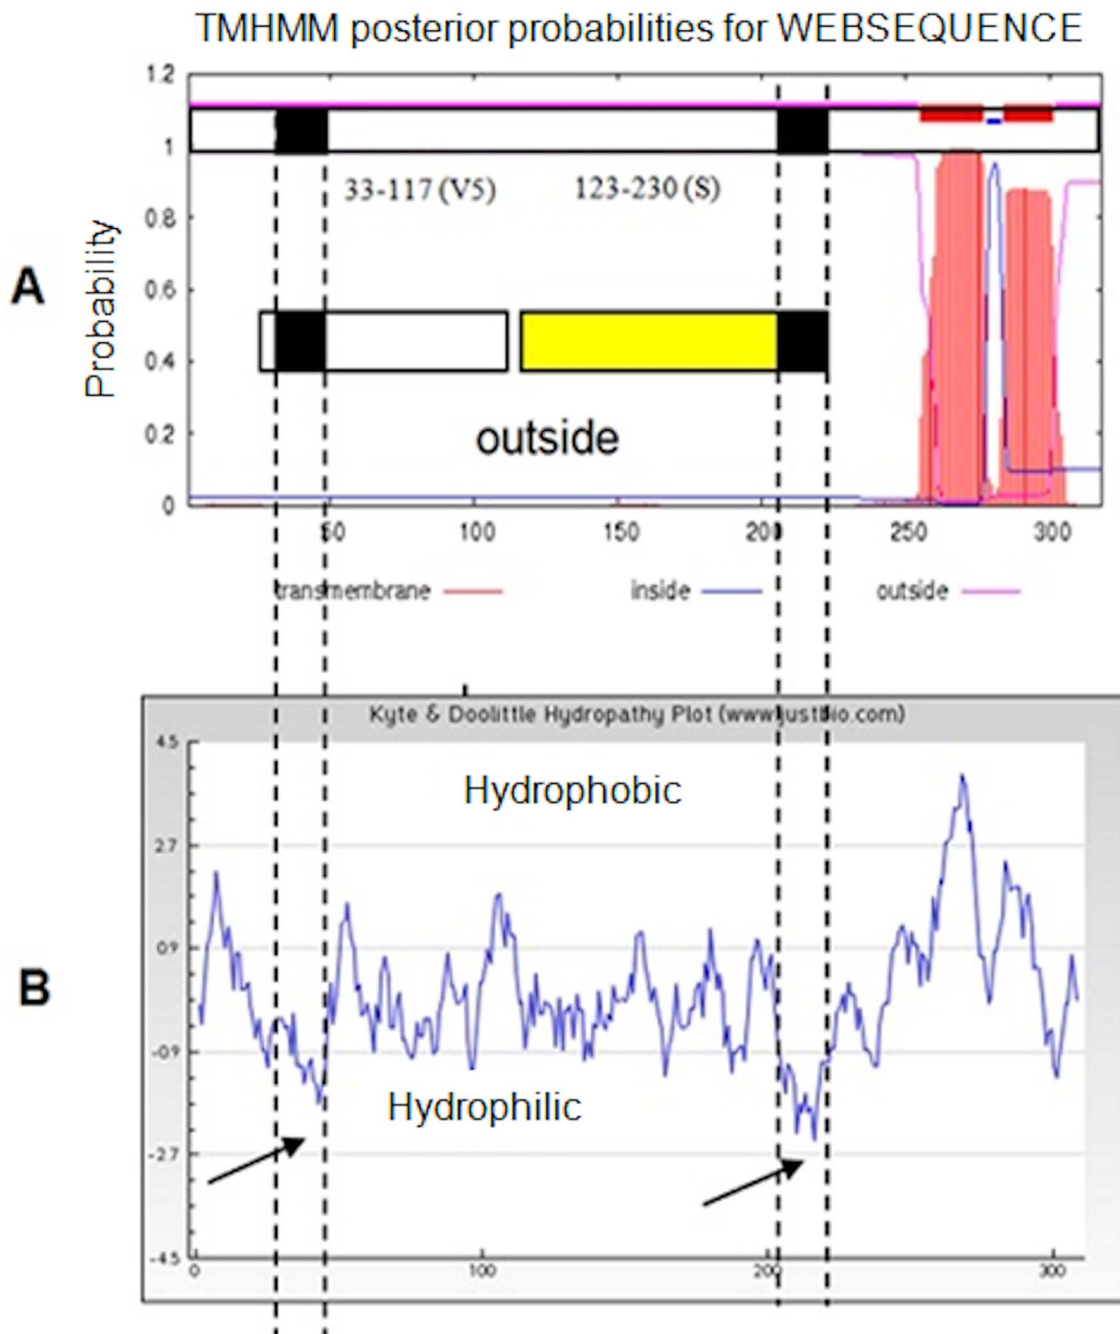 TMHMM posterior probabilities for WEBSEQUENCE
1.2
1
0.8
0.6
0.4
0.2
0
Probability
A
33-117 (V5)
123-230 (S)
outside
50
100
150
200
250
300
transmembrane
inside
outside
Kyte & Doolittle Hydropathy Plot (www.justbio.com)
4.5
2.7
0.9
-0.9
-2.7
-4.5
B
Hydrophobic
Hydrophilic
0
100
200
300